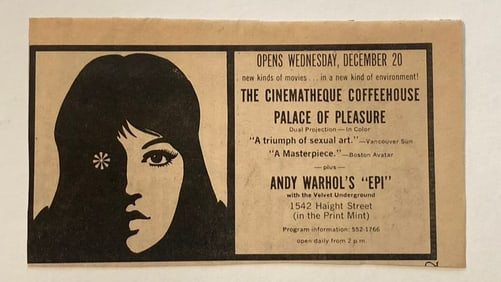 OPENS WEDNESDAY, DECEMBER 20
new kinds of movies . . . in a new kind of environment!
THE CINEMATHEQUE COFFEEHOUSE
PALACE OF PLEASURE
Dual Projection — In Color
"A triumph of sexual art." —Vancouver Sun
"A Masterpiece." —Boston Avatar
— plus —
ANDY WARHOL'S "EPI"
with the Velvet Underground
1542 Haight Street
(in the Print Mint)
Program information: 552-1766
open daily from 2 p.m.
2